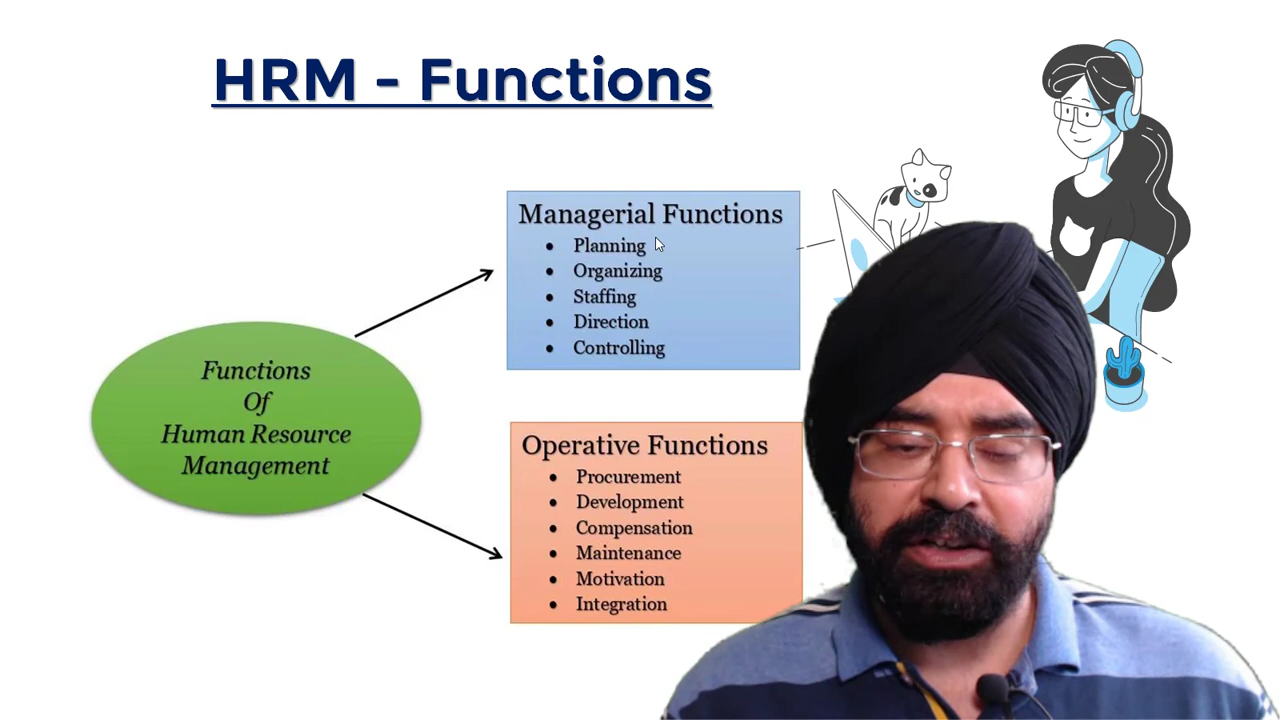 HRM - Functions
Functions
Of
Human Resource
Management
Managerial Functions
• Planning
• Organizing
• Staffing
• Direction
• Controlling
Operative Functions
• Procurement
• Development
• Compensation
• Maintenance
• Motivation
• Integration